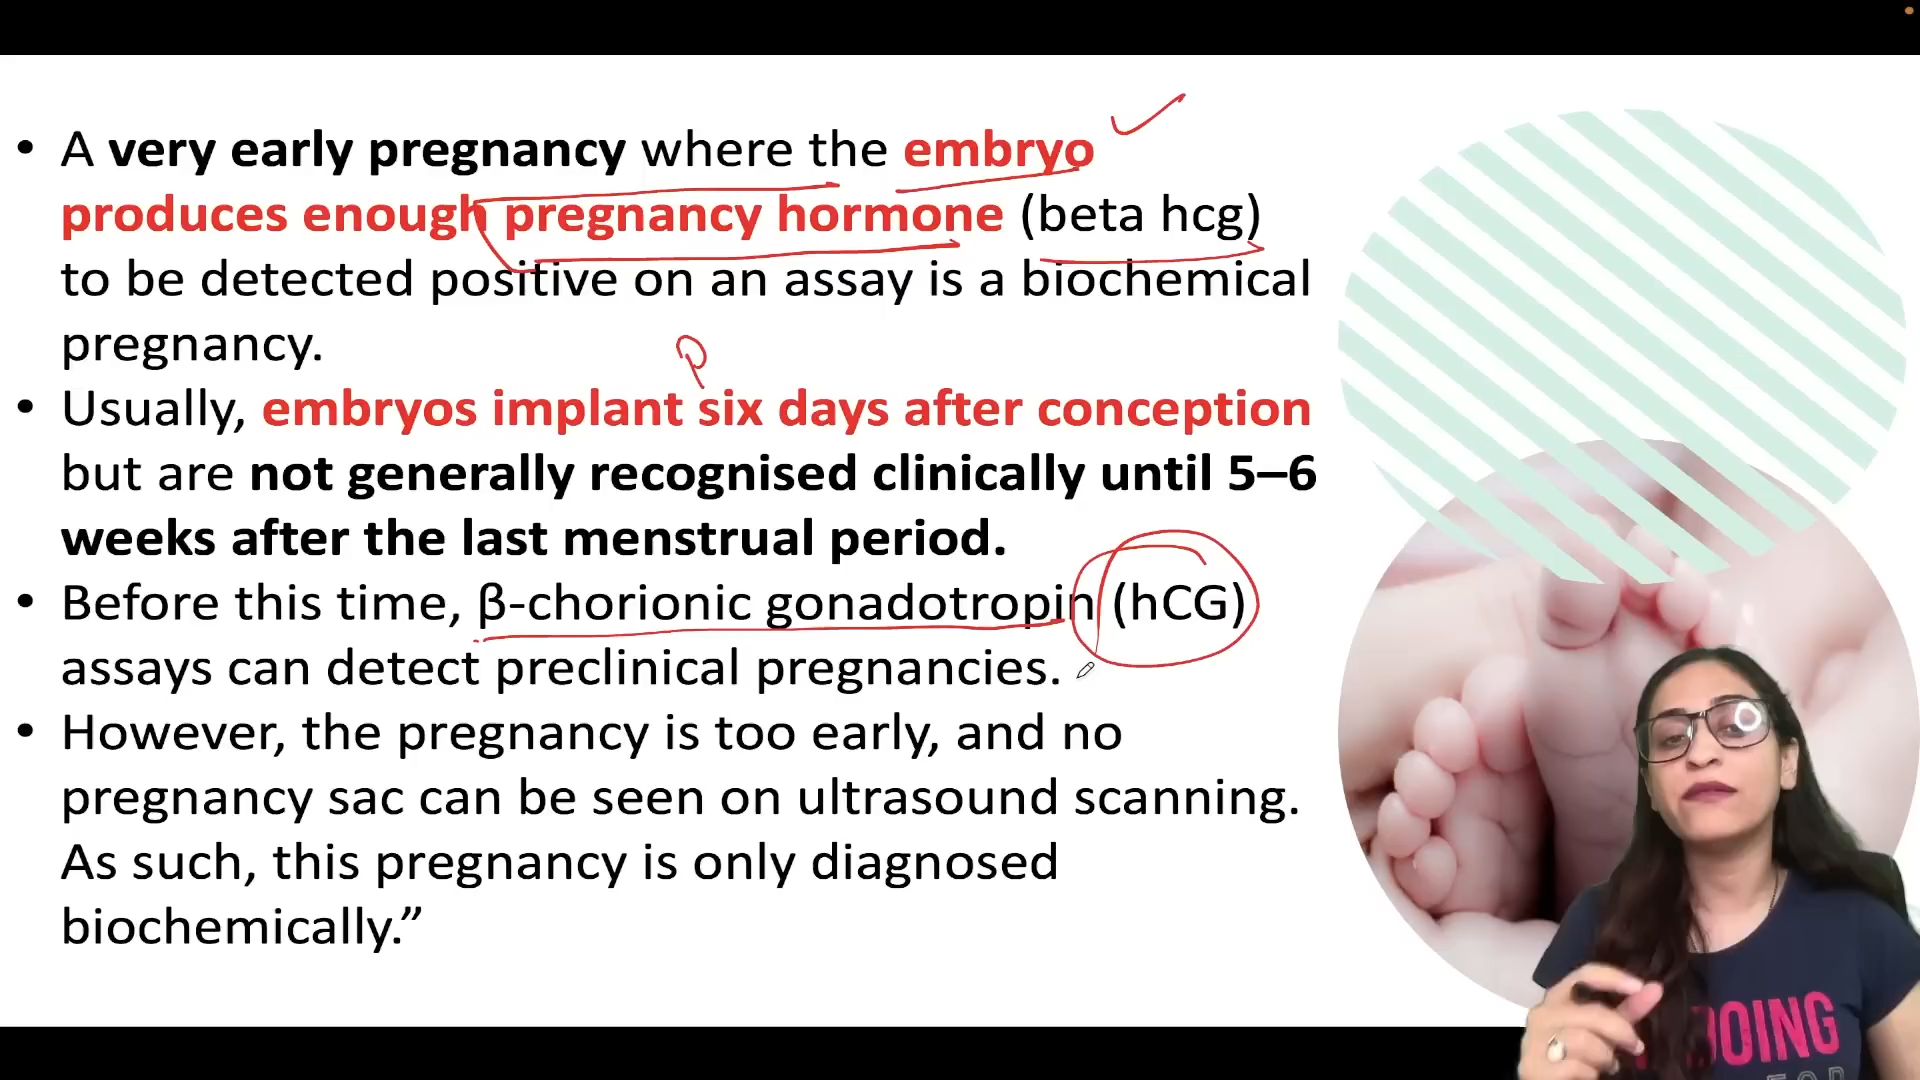 • A very early pregnancy where the embryo
produces enough pregnancy hormone (beta hcg)
to be detected positive on an assay is a biochemical
pregnancy.
• Usually, embryos implant six days after conception
but are not generally recognised clinically until 5–6
weeks after the last menstrual period.
• Before this time, β-chorionic gonadotropin (hCG)
assays can detect preclinical pregnancies.
• However, the pregnancy is too early, and no
pregnancy sac can be seen on ultrasound scanning.
As such, this pregnancy is only diagnosed
biochemically.”
DOING